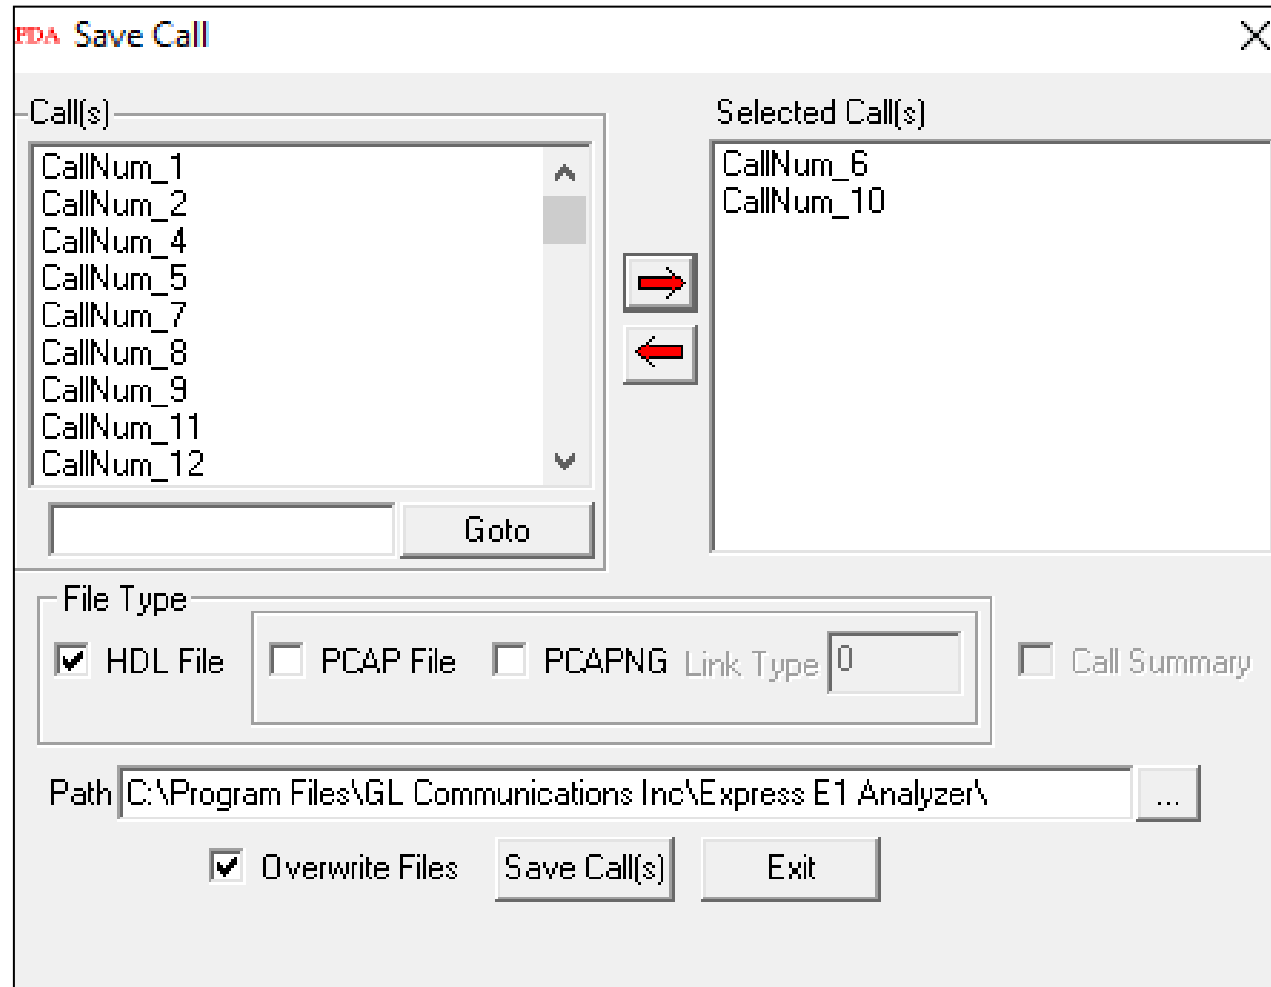 PDA Save Call
Call(s)
CallNum_1
CallNum_2
CallNum_4
CallNum_5
CallNum_7
CallNum_8
CallNum_9
CallNum_11
CallNum_12
Goto
Selected Call(s)
CallNum_6
CallNum_10
File Type
HDL File PCAP File PCAPNG Link Type 0 Call Summary
Path C:\Program Files\GL Communications Inc\Express E1 Analyzer\ ...
Overwrite Files Save Call(s) Exit